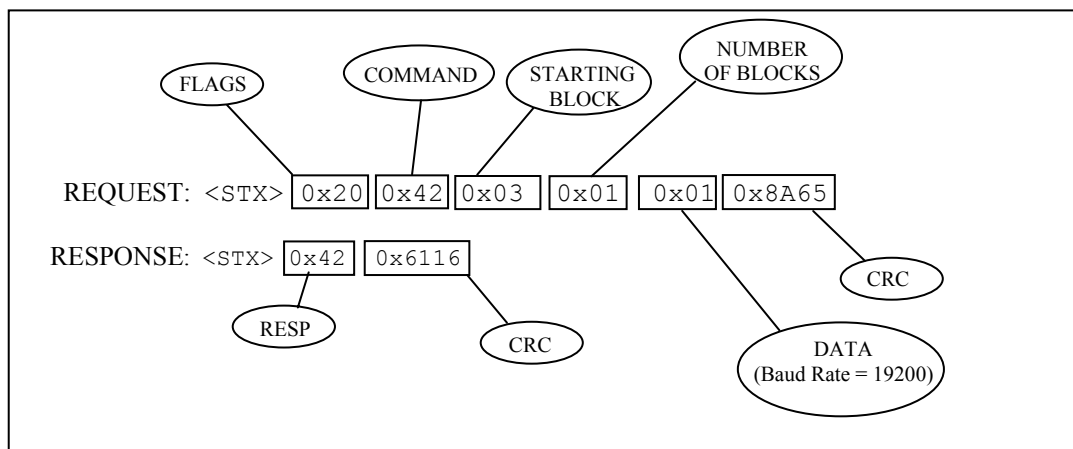 NUMBER
OF BLOCKS
COMMAND
STARTING
BLOCK
FLAGS
REQUEST: <STX> 0x20 0x42 0x03 0x01 0x01 0x8A65
RESPONSE: <STX> 0x42 0x6116
CRC
RESP
CRC
DATA
(Baud Rate = 19200)